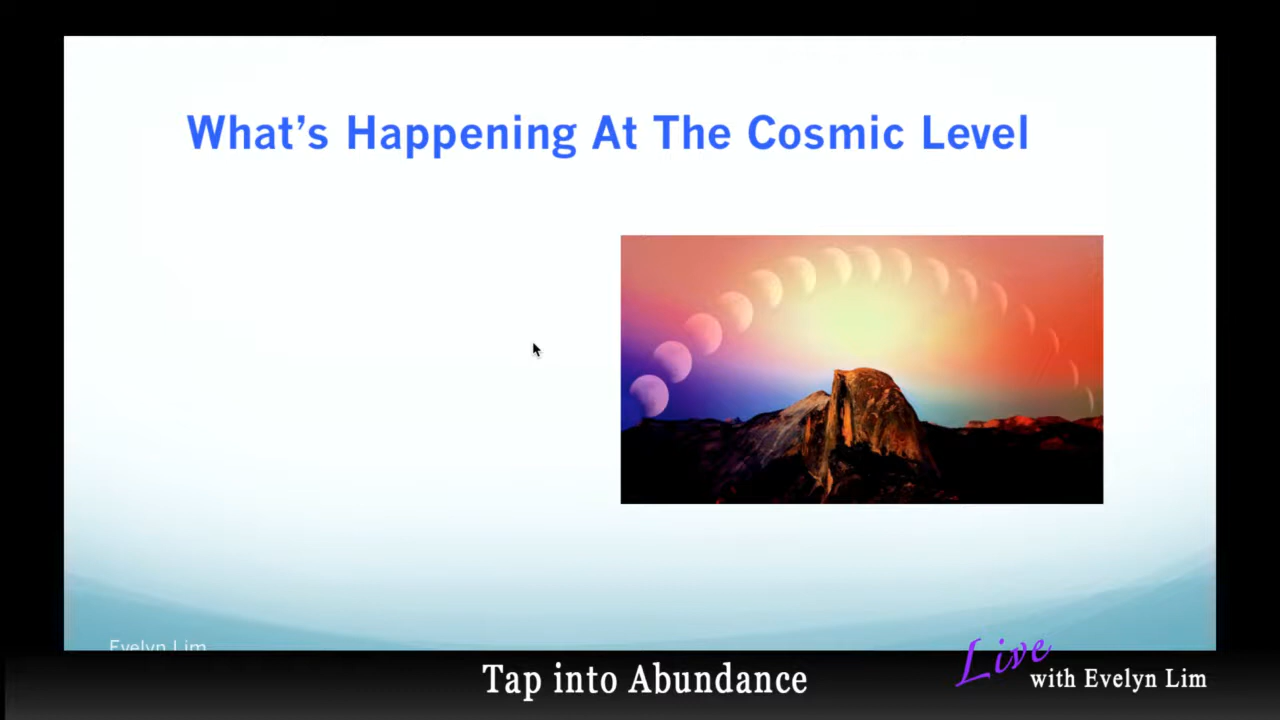 What's Happening At The Cosmic Level
Evelyn Lim
Tap into Abundance
Live
with Evelyn Lim